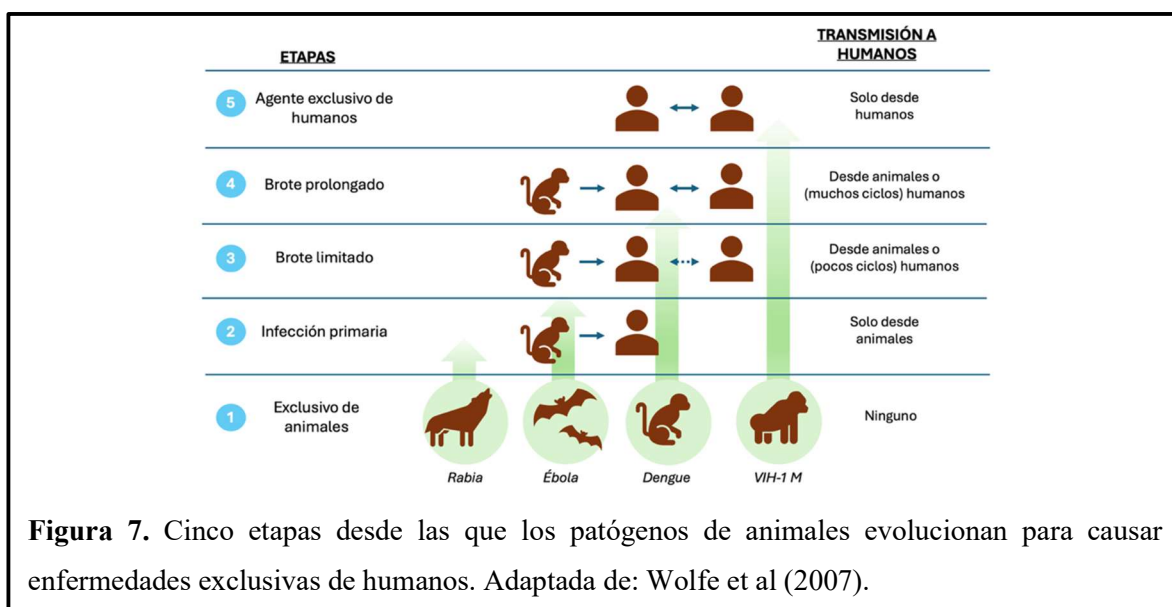 ETAPAS
TRANSMISIÓN A
HUMANOS
5
Agente exclusivo de
humanos
Solo desde
humanos
4
Brote prolongado
Desde animales o
(muchos ciclos) humanos
3
Brote limitado
Desde animales o
(pocos ciclos) humanos
2
Infección primaria
Solo desde
animales
1
Exclusivo de
animales
Ninguno
Rabia
Ébola
Dengue
VIH-1 M
Figura 7. Cinco etapas desde las que los patógenos de animales evolucionan para causar
enfermedades exclusivas de humanos. Adaptada de: Wolfe et al (2007).